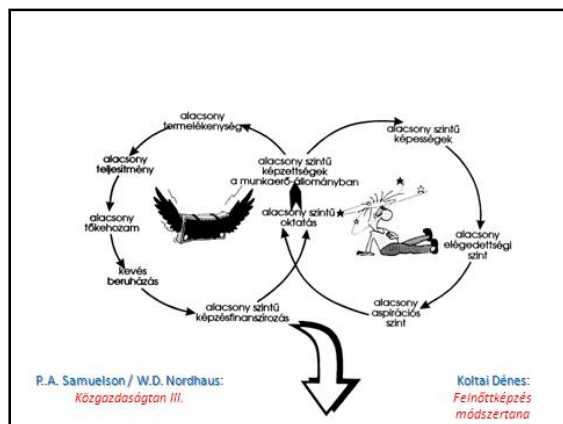 alacsony
termelékenység
alacsony
teljesítmény
alacsony
tőkehozam
kevés
beruházás
alacsony szintű
képzésfinanszírozás
alacsony szintű
képzettségek
a munkaerő-állományban
alacsony szintű
oktatás
alacsony szintű
képességek
alacsony
elégedettségi
szint
alacsony
aspirációs
szint
P..A. Samuelson / W.D. Nordhaus:
Közgazdaságtan III.
Koltai Dénes:
Felnőttképzés
módszertana